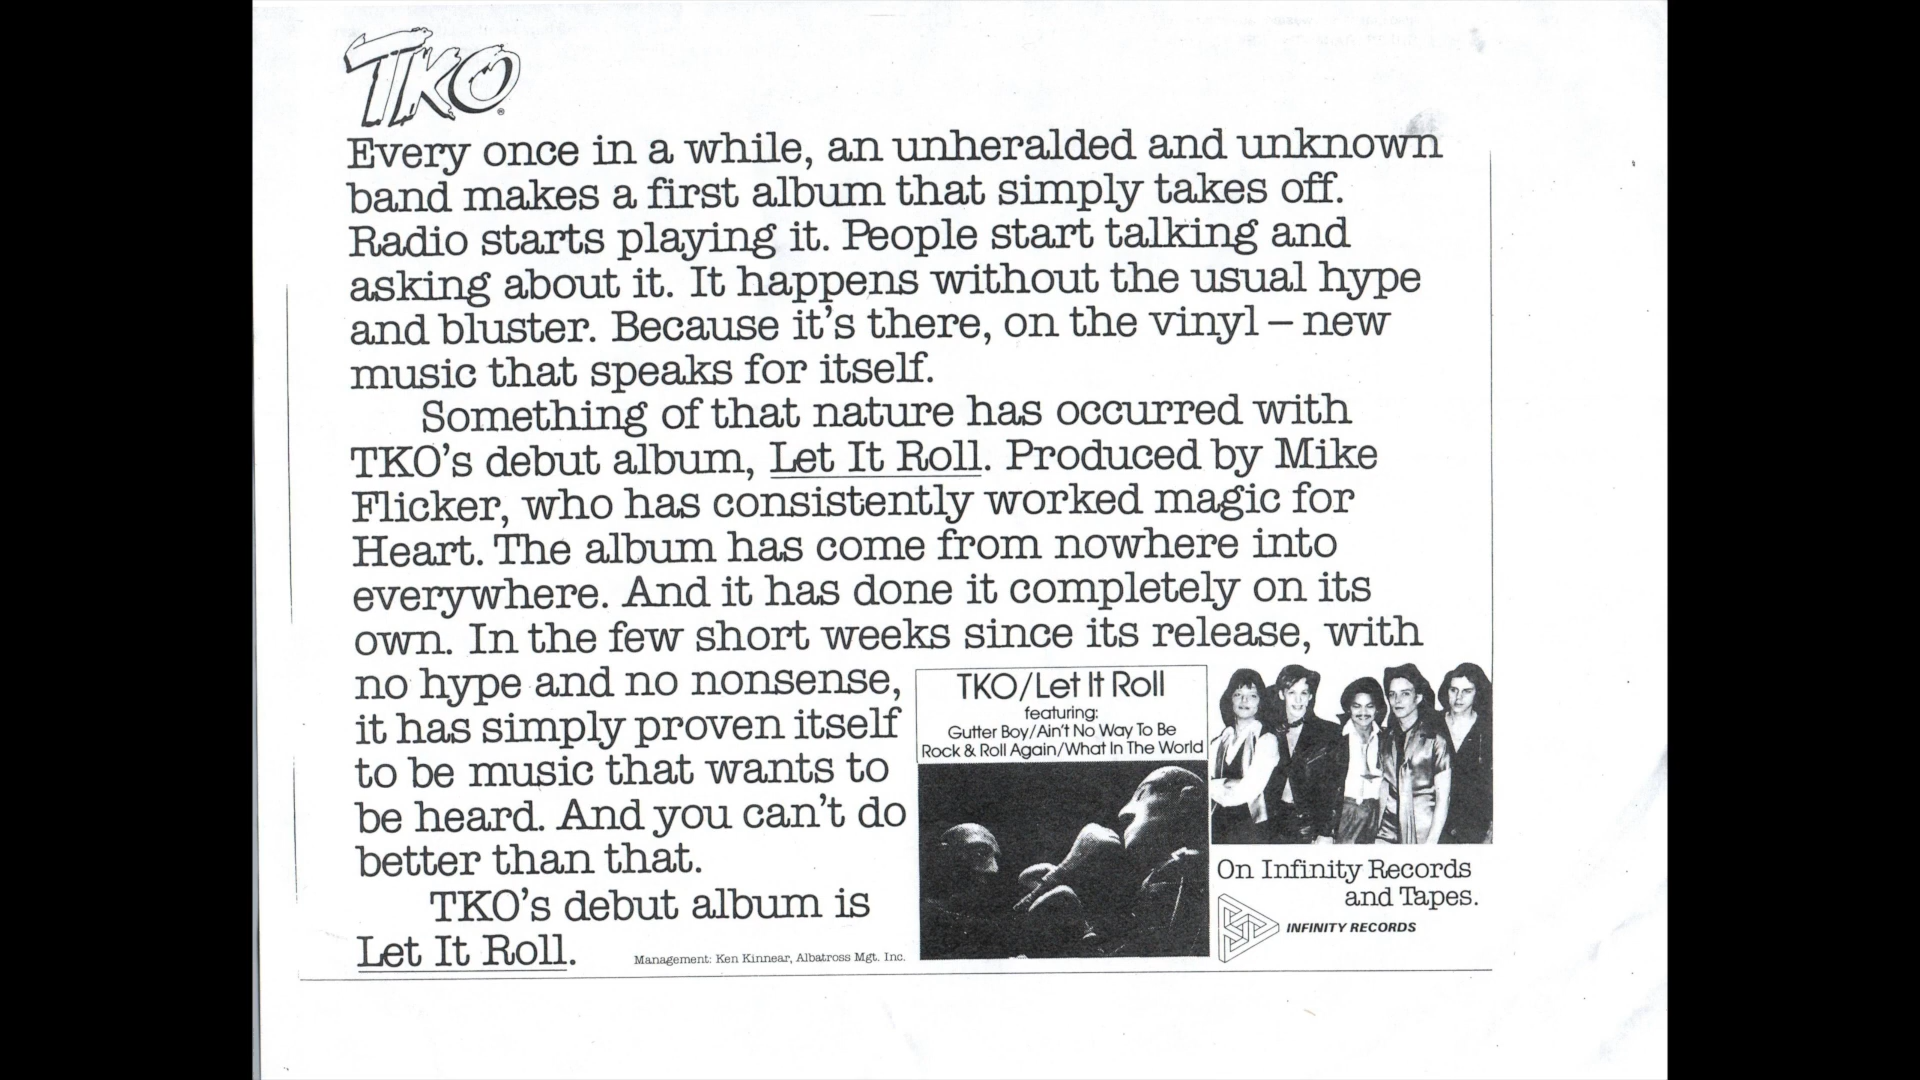 TKO®
Every once in a while, an unheralded and unknown
band makes a first album that simply takes off.
Radio starts playing it. People start talking and
asking about it. It happens without the usual hype
and bluster. Because it's there, on the vinyl – new
music that speaks for itself.
Something of that nature has occurred with
TKO's debut album, Let It Roll. Produced by Mike
Flicker, who has consistently worked magic for
Heart. The album has come from nowhere into
everywhere. And it has done it completely on its
own. In the few short weeks since its release, with
no hype and no nonsense,
it has simply proven itself
to be music that wants to
be heard. And you can't do
better than that.
TKO's debut album is
Let It Roll.
Management: Ken Kinnear, Albatross Mgt. Inc.
TKO/Let It Roll
featuring:
Gutter Boy/Ain't No Way To Be
Rock & Roll Again/What In The World
On Infinity Records
and Tapes.
INFINITY RECORDS